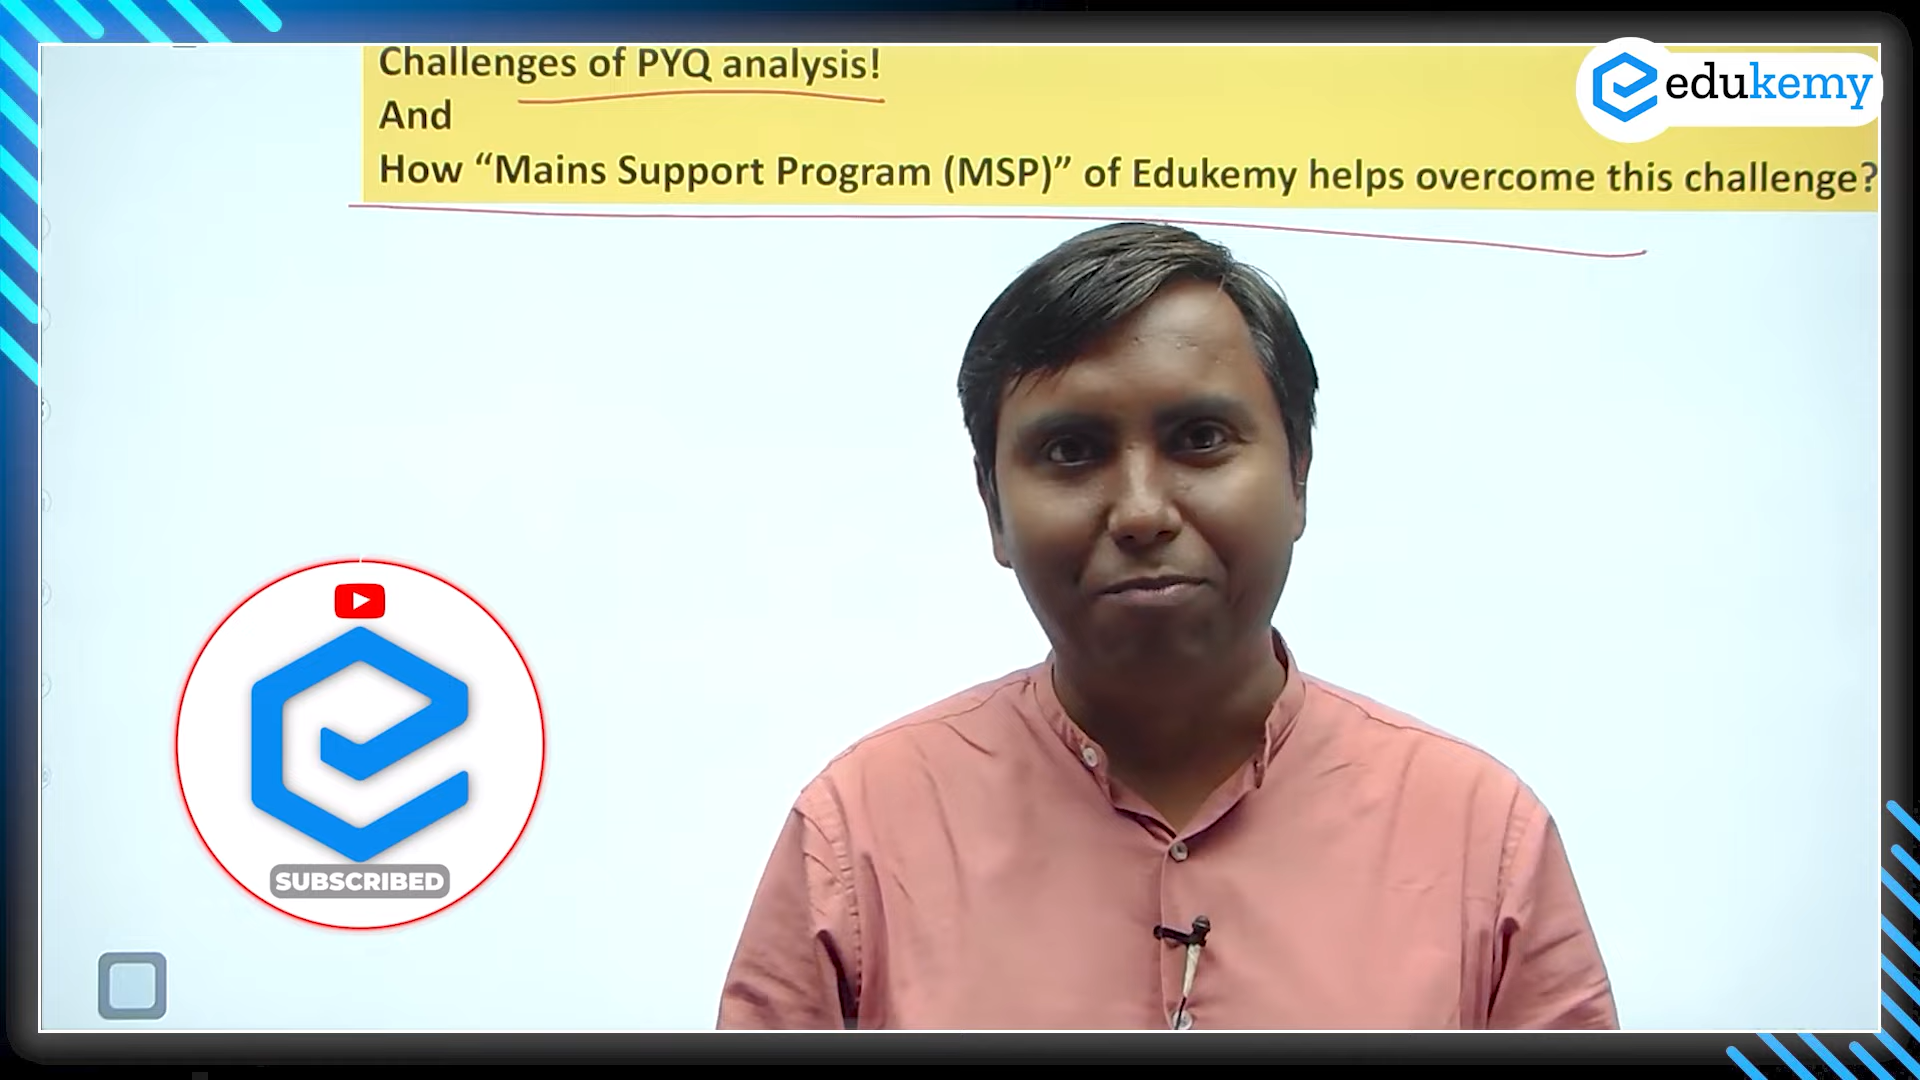 Challenges of PYQ analysis!
And
How “Mains Support Program (MSP)” of Edukemy helps overcome this challenge?
edukemy
SUBSCRIBED